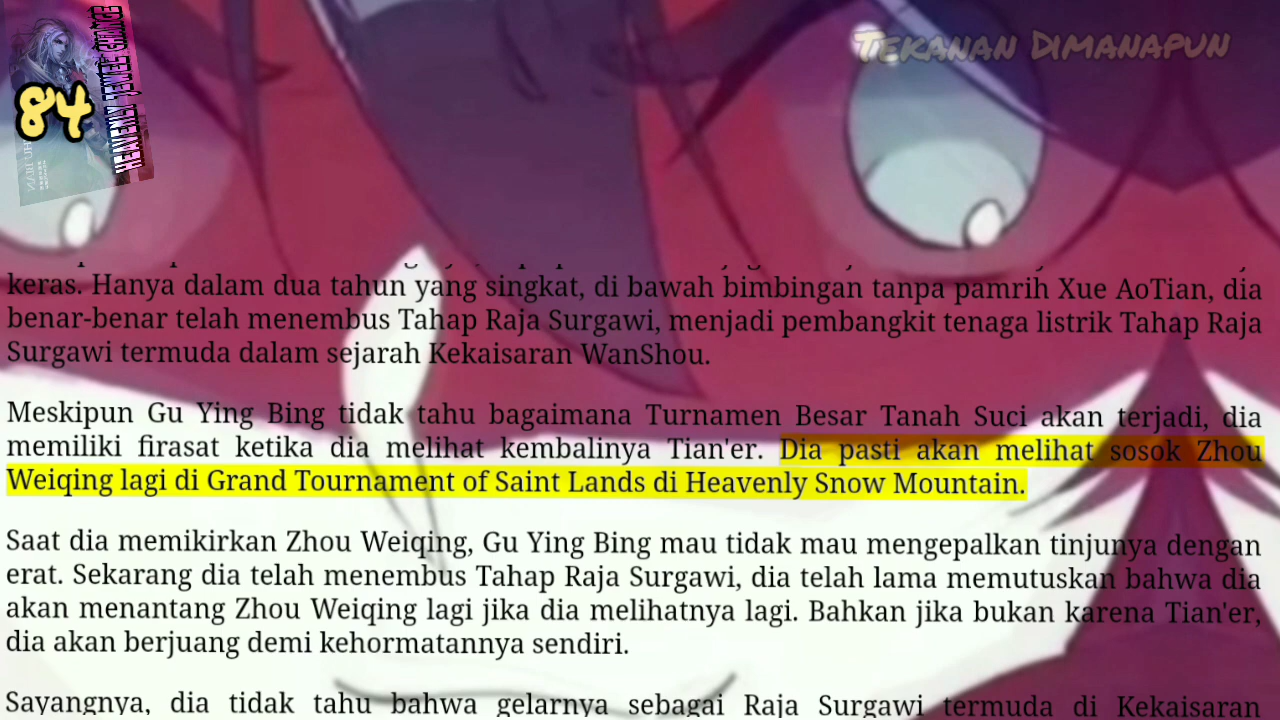 Tekanan Dimanapun
84
HEAVENLY JEWEL CHANGE
keras. Hanya dalam dua tahun yang singkat, di bawah bimbingan tanpa pamrih Xue AoTian, dia
benar-benar telah menembus Tahap Raja Surgawi, menjadi pembangkit tenaga listrik Tahap Raja
Surgawi termuda dalam sejarah Kekaisaran WanShou.
Meskipun Gu Ying Bing tidak tahu bagaimana Turnamen Besar Tanah Suci akan terjadi, dia
memiliki firasat ketika dia melihat kembalinya Tian'er. Dia pasti akan melihat sosok Zhou
Weiqing lagi di Grand Tournament of Saint Lands di Heavenly Snow Mountain.
Saat dia memikirkan Zhou Weiqing, Gu Ying Bing mau tidak mau mengepalkan tinjunya dengan
erat. Sekarang dia telah menembus Tahap Raja Surgawi, dia telah lama memutuskan bahwa dia
akan menantang Zhou Weiqing lagi jika dia melihatnya lagi. Bahkan jika bukan karena Tian'er,
dia akan berjuang demi kehormatannya sendiri.
Sayangnya, dia tidak tahu bahwa gelarnya sebagai Raja Surgawi termuda di Kekaisaran